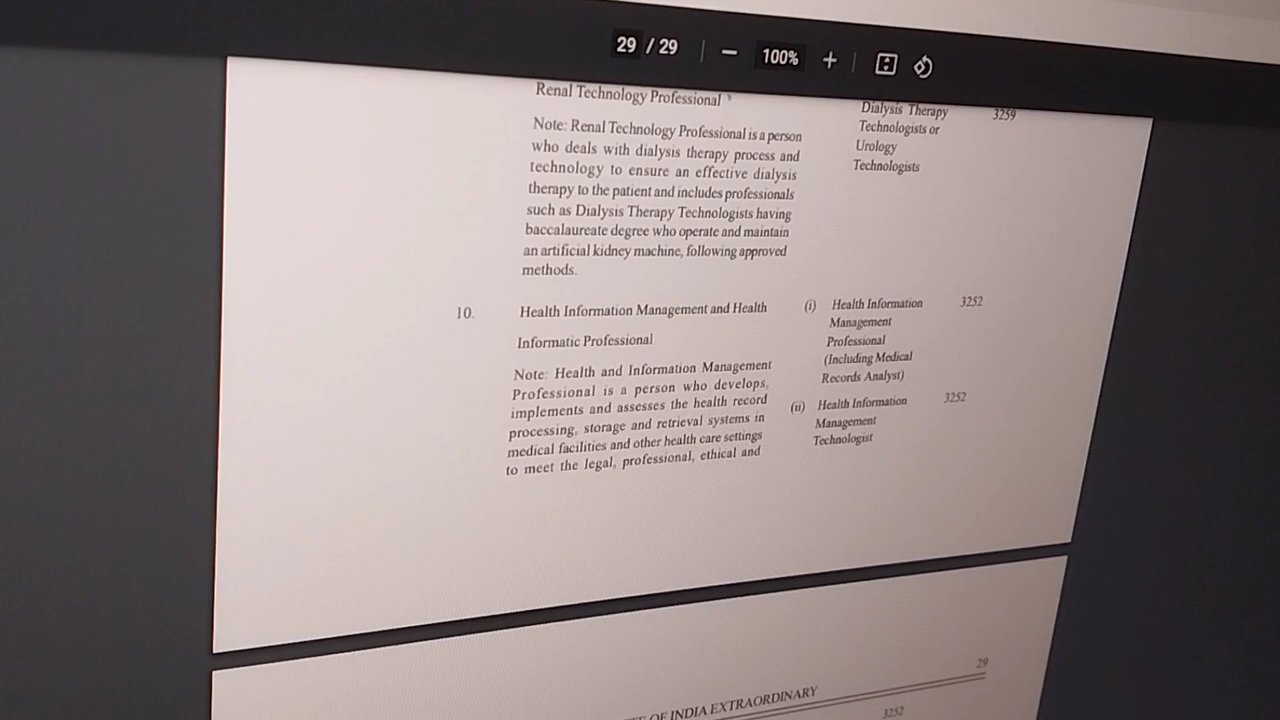 29 / 29
100%
Renal Technology Professional
Note: Renal Technology Professional is a person
who deals with dialysis therapy process and
technology to ensure an effective dialysis
therapy to the patient and includes professionals
such as Dialysis Therapy Technologists having
baccalaureate degree who operate and maintain
an artificial kidney machine, following approved
methods.
Dialysis Therapy 3259
Technologists or
Urology
Technologists
10. Health Information Management and Health
Informatic Professional
Note: Health and Information Management
Professional is a person who develops,
implements and assesses the health record
processing, storage and retrieval systems in
medical facilities and other health care settings
to meet the legal, professional, ethical and
(i) Health Information 3252
Management
Professional
(Including Medical
Records Analyst)
(ii) Health Information 3252
Management
Technologist
29
OF INDIA EXTRAORDINARY
3252